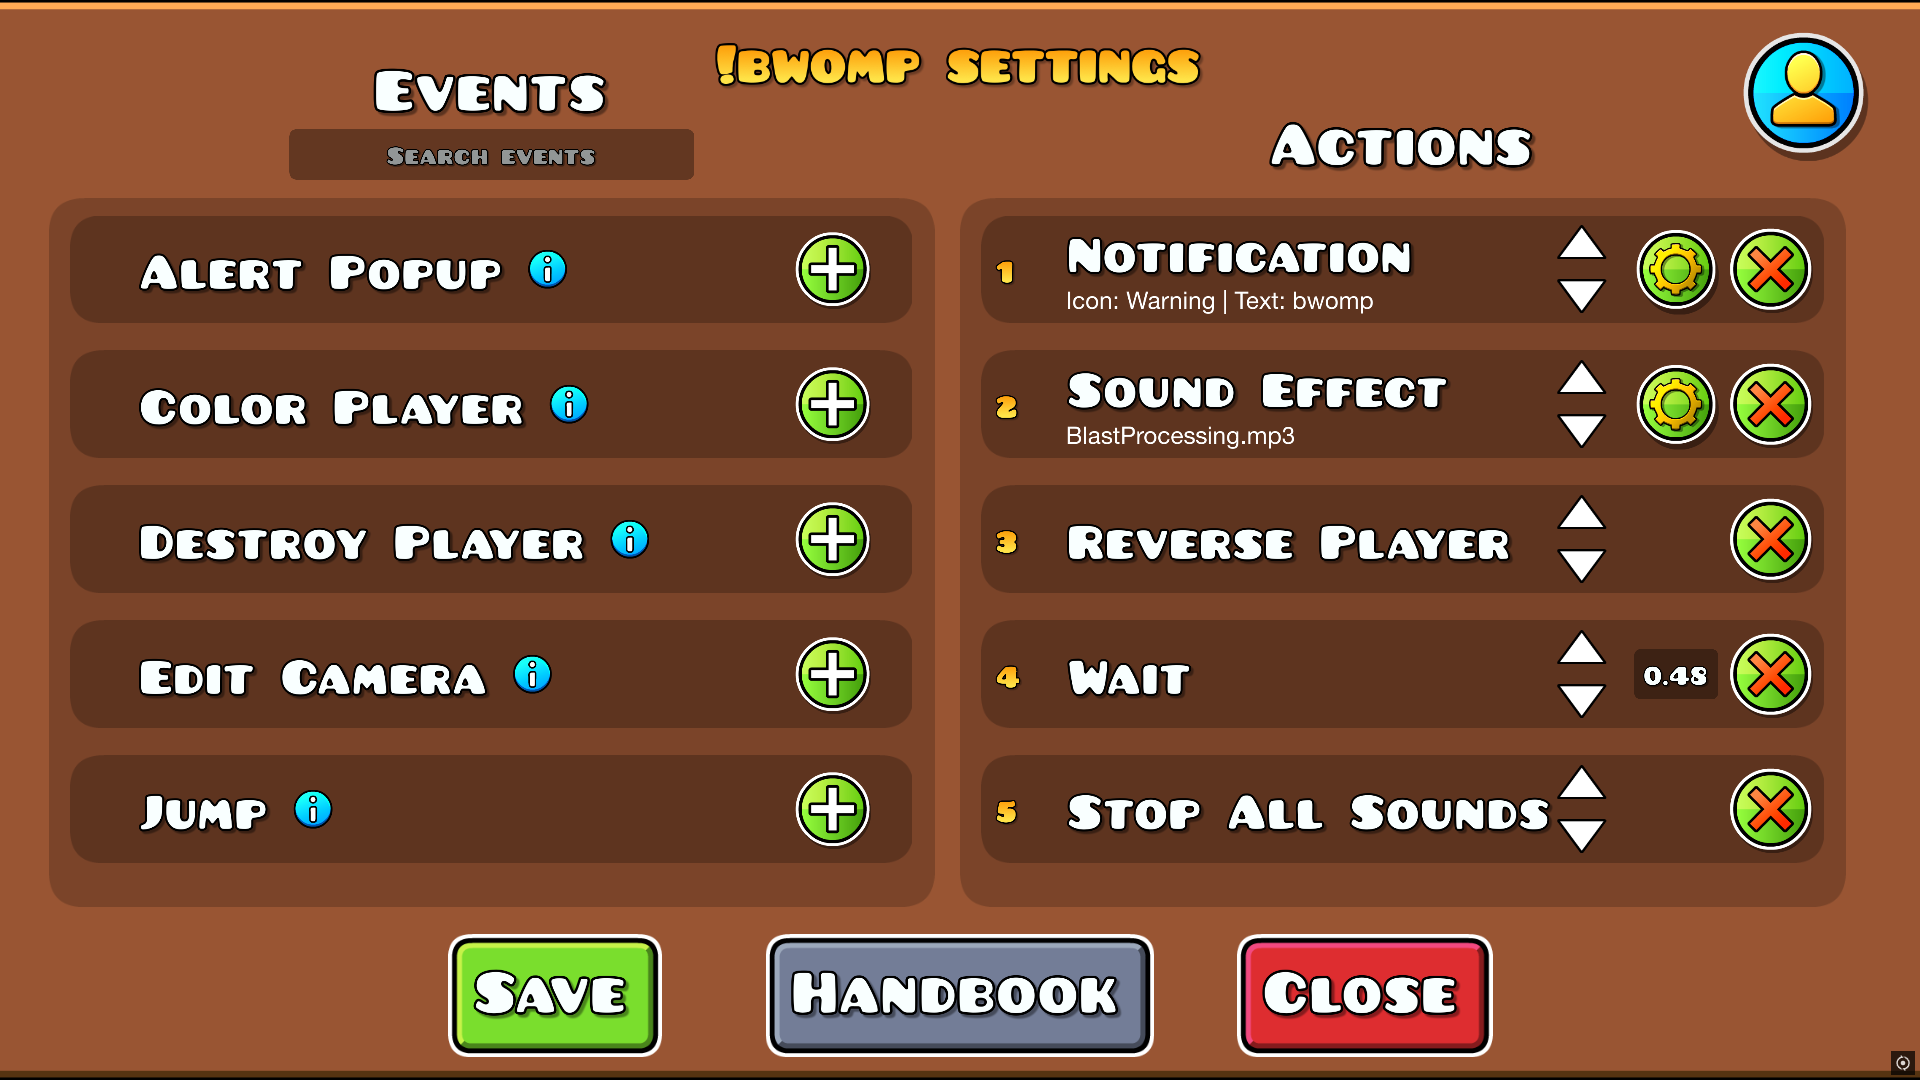 !BWOMP SETTINGS
EVENTS
SEARCH EVENTS
ALERT POPUP
COLOR PLAYER
DESTROY PLAYER
EDIT CAMERA
JUMP
ACTIONS
1 NOTIFICATION
Icon: Warning | Text: bwomp
2 SOUND EFFECT
BlastProcessing.mp3
3 REVERSE PLAYER
4 WAIT 0.48
5 STOP ALL SOUNDS
SAVE HANDBOOK CLOSE